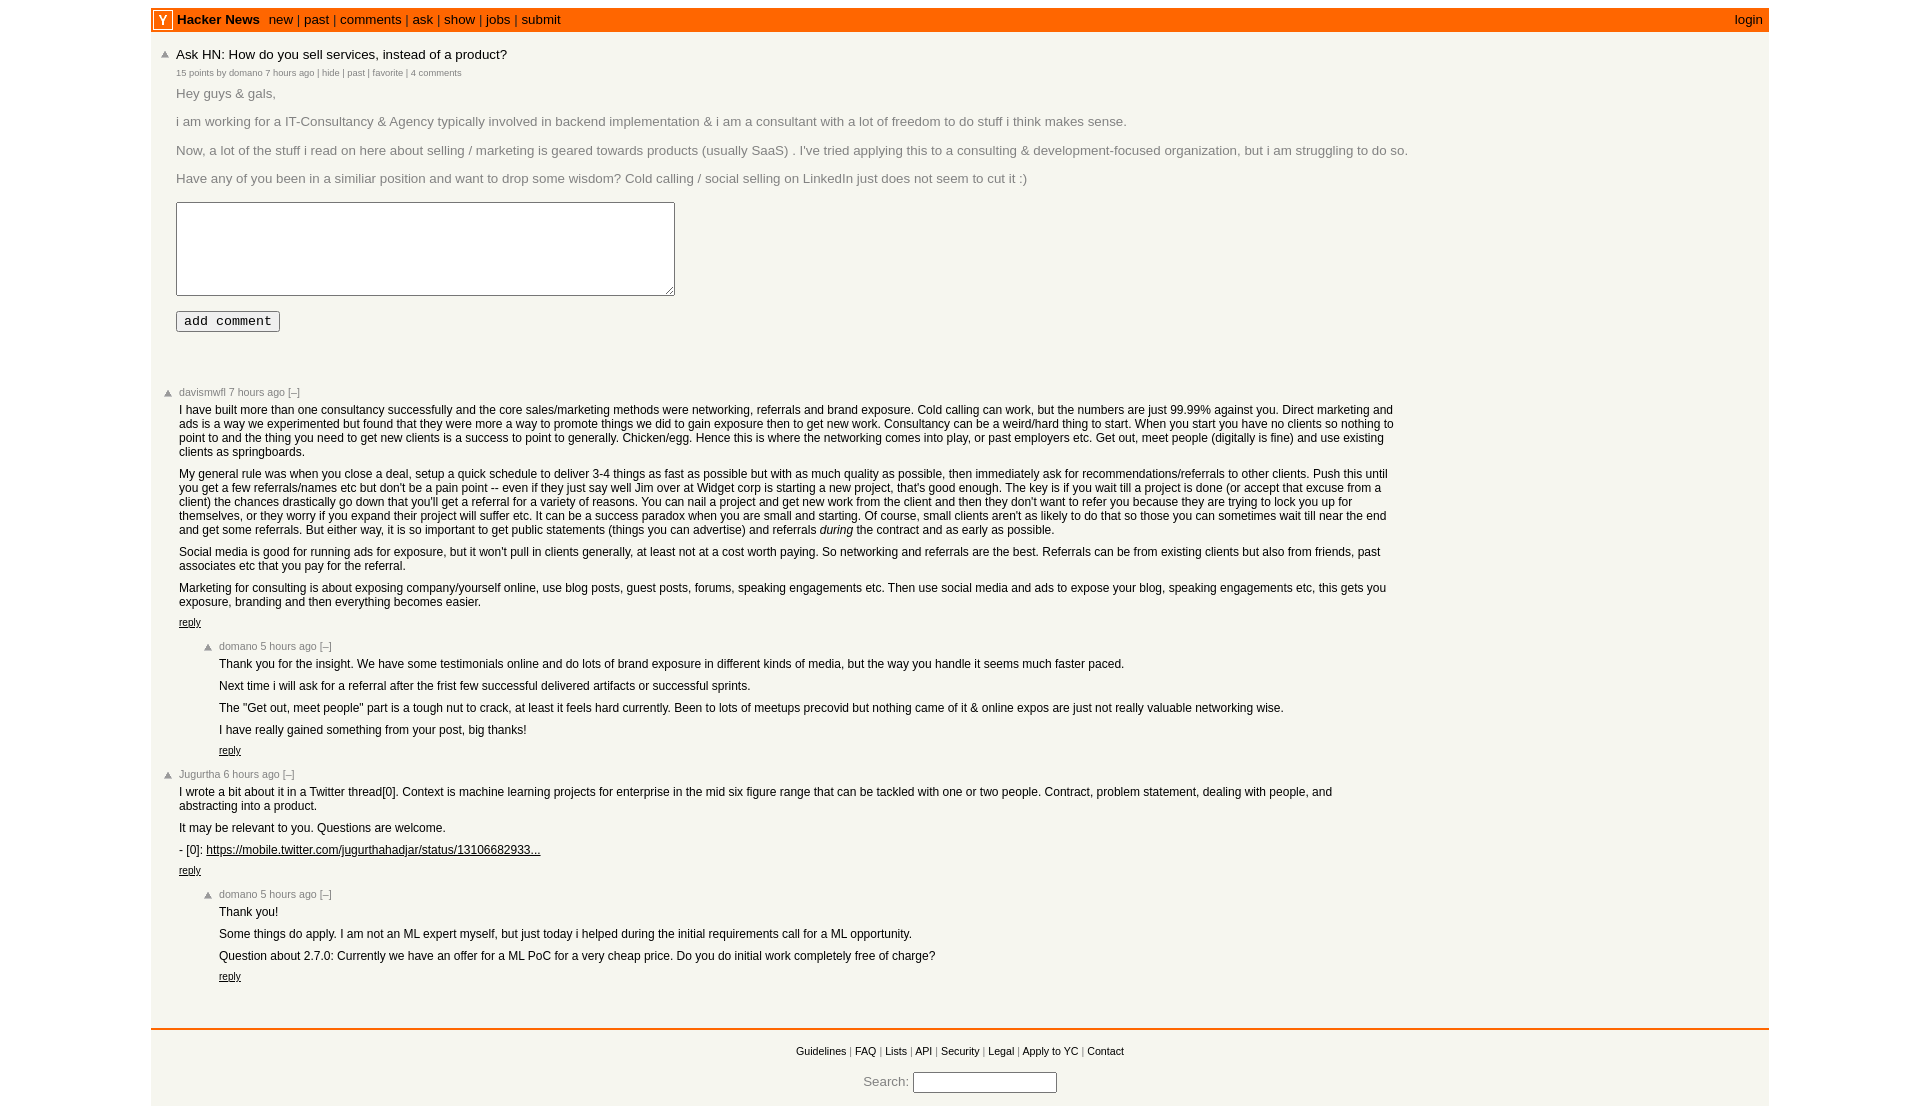 Y Hacker News new | past | comments | ask | show | jobs | submit login
Ask HN: How do you sell services, instead of a product?
15 points by domano 7 hours ago | hide | past | favorite | 4 comments
Hey guys & gals,
i am working for a IT-Consultancy & Agency typically involved in backend implementation & i am a consultant with a lot of freedom to do stuff i think makes sense.
Now, a lot of the stuff i read on here about selling / marketing is geared towards products (usually SaaS) . I've tried applying this to a consulting & development-focused organization, but i am struggling to do so.
Have any of you been in a similiar position and want to drop some wisdom? Cold calling / social selling on LinkedIn just does not seem to cut it :)
add comment
davismwfl 7 hours ago [–]
I have built more than one consultancy successfully and the core sales/marketing methods were networking, referrals and brand exposure. Cold calling can work, but the numbers are just 99.99% against you. Direct marketing and
ads is a way we experimented but found that they were more a way to promote things we did to gain exposure then to get new work. Consultancy can be a weird/hard thing to start. When you start you have no clients so nothing to
point to and the thing you need to get new clients is a success to point to generally. Chicken/egg. Hence this is where the networking comes into play, or past employers etc. Get out, meet people (digitally is fine) and use existing
clients as springboards.
My general rule was when you close a deal, setup a quick schedule to deliver 3-4 things as fast as possible but with as much quality as possible, then immediately ask for recommendations/referrals to other clients. Push this until
you get a few referrals/names etc but don't be a pain point -- even if they just say well Jim over at Widget corp is starting a new project, that's good enough. The key is if you wait till a project is done (or accept that excuse from a
client) the chances drastically go down that you'll get a referral for a variety of reasons. You can nail a project and get new work from the client and then they don't want to refer you because they are trying to lock you up for
themselves, or they worry if you expand their project will suffer etc. It can be a success paradox when you are small and starting. Of course, small clients aren't as likely to do that so those you can sometimes wait till near the end
and get some referrals. But either way, it is so important to get public statements (things you can advertise) and referrals during the contract and as early as possible.
Social media is good for running ads for exposure, but it won't pull in clients generally, at least not at a cost worth paying. So networking and referrals are the best. Referrals can be from existing clients but also from friends, past
associates etc that you pay for the referral.
Marketing for consulting is about exposing company/yourself online, use blog posts, guest posts, forums, speaking engagements etc. Then use social media and ads to expose your blog, speaking engagements etc, this gets you
exposure, branding and then everything becomes easier.
reply
domano 5 hours ago [–]
Thank you for the insight. We have some testimonials online and do lots of brand exposure in different kinds of media, but the way you handle it seems much faster paced.
Next time i will ask for a referral after the frist few successful delivered artifacts or successful sprints.
The "Get out, meet people" part is a tough nut to crack, at least it feels hard currently. Been to lots of meetups precovid but nothing came of it & online expos are just not really valuable networking wise.
I have really gained something from your post, big thanks!
reply
Jugurtha 6 hours ago [–]
I wrote a bit about it in a Twitter thread[0]. Context is machine learning projects for enterprise in the mid six figure range that can be tackled with one or two people. Contract, problem statement, dealing with people, and
abstracting into a product.
It may be relevant to you. Questions are welcome.
- [0]: https://mobile.twitter.com/jugurthahadjar/status/13106682933...
reply
domano 5 hours ago [–]
Thank you!
Some things do apply. I am not an ML expert myself, but just today i helped during the initial requirements call for a ML opportunity.
Question about 2.7.0: Currently we have an offer for a ML PoC for a very cheap price. Do you do initial work completely free of charge?
reply
Guidelines | FAQ | Lists | API | Security | Legal | Apply to YC | Contact
Search: